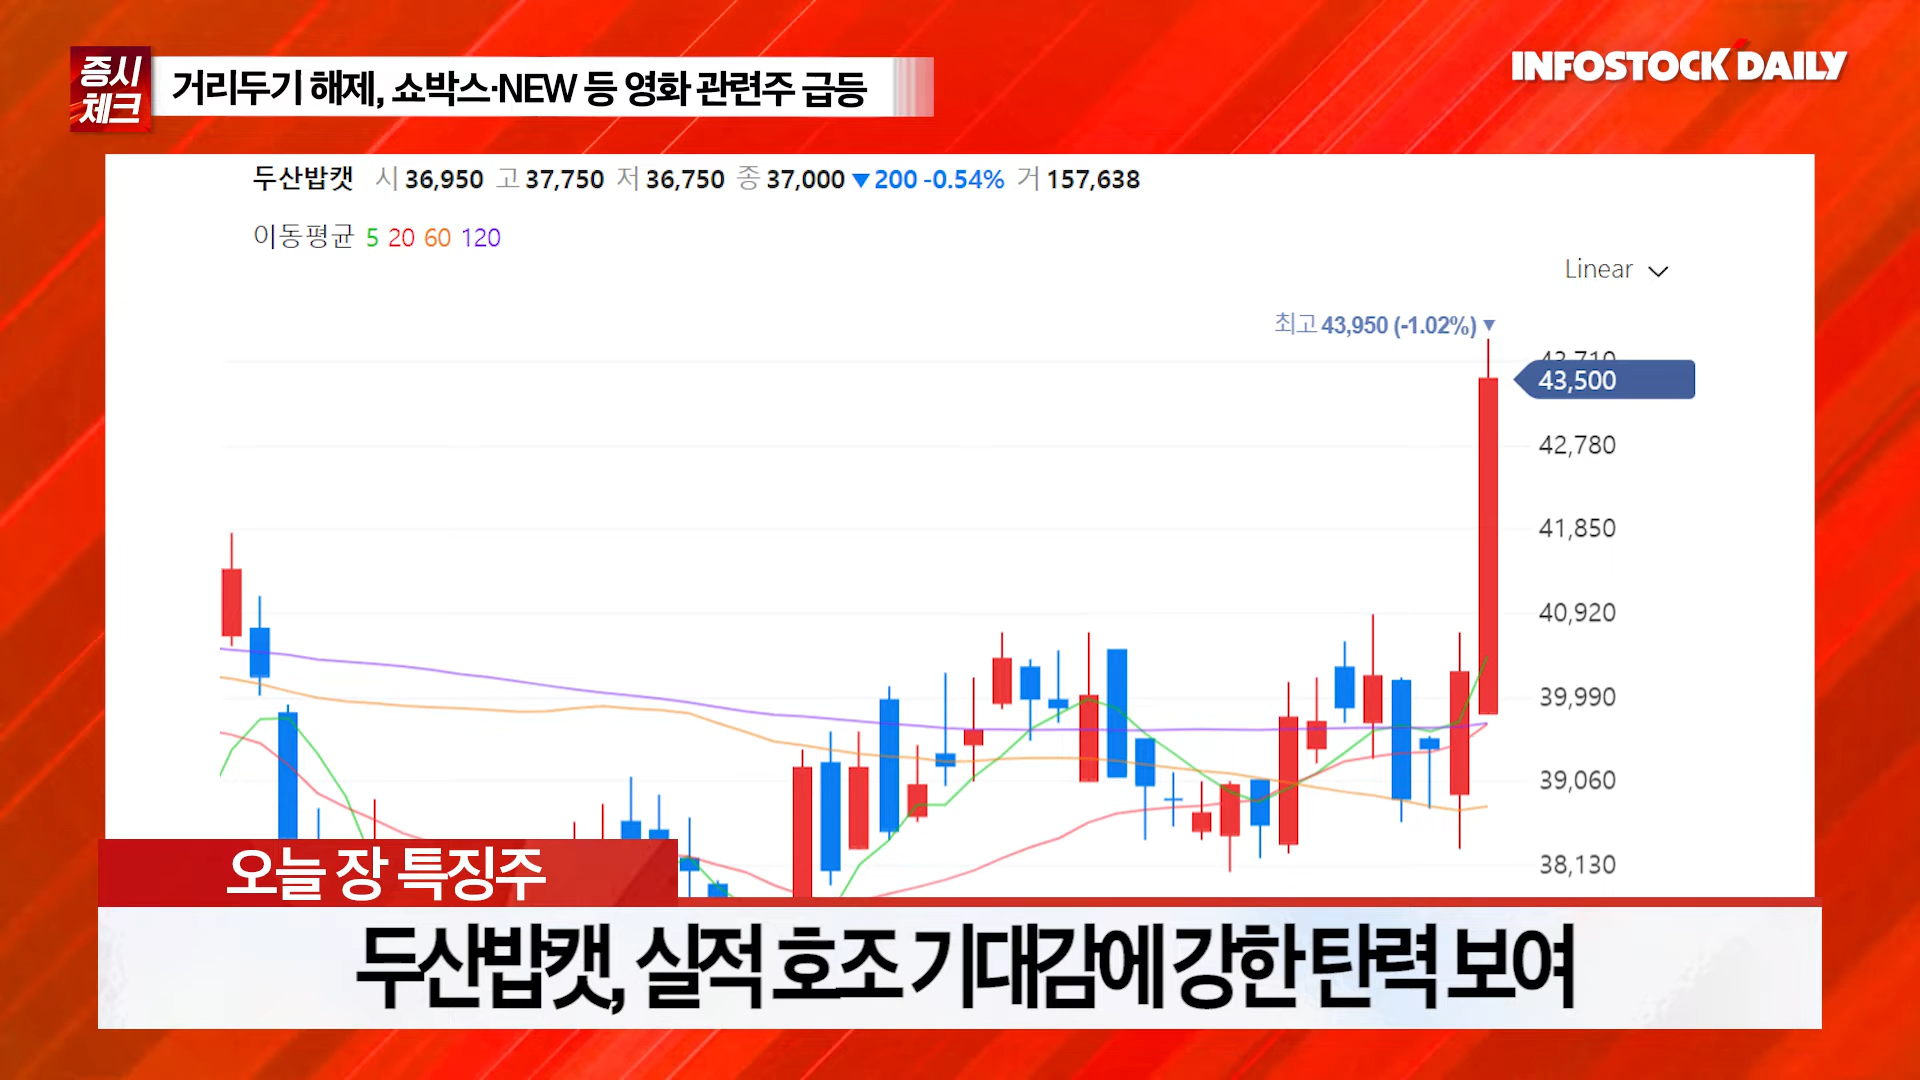 증시
체크
거리두기 해제, 쇼박스·NEW 등 영화 관련주 급등
INFOSTOCK DAILY
두산밥캣 시 36,950 고 37,750 저 36,750 종 37,000 ▼200 -0.54% 거 157,638
이동평균 5 20 60 120
Linear
최고 43,950 (-1.02%) ▼
43,710
43,500
42,780
41,850
40,920
39,990
39,060
38,130
오늘 장 특징주
두산밥캣, 실적 호조 기대감에 강한 탄력 보여